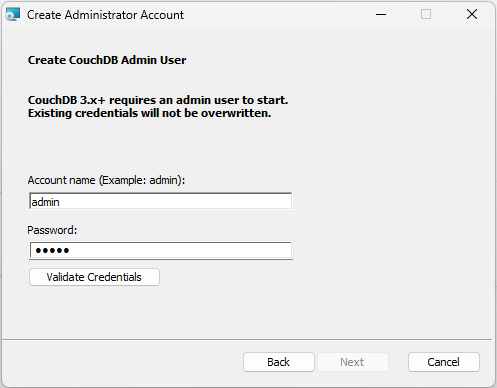 Create Administrator Account
Create CouchDB Admin User
CouchDB 3.x+ requires an admin user to start.
Existing credentials will not be overwritten.
Account name (Example: admin):
admin
Password:
●●●●●
Validate Credentials
Back
Next
Cancel